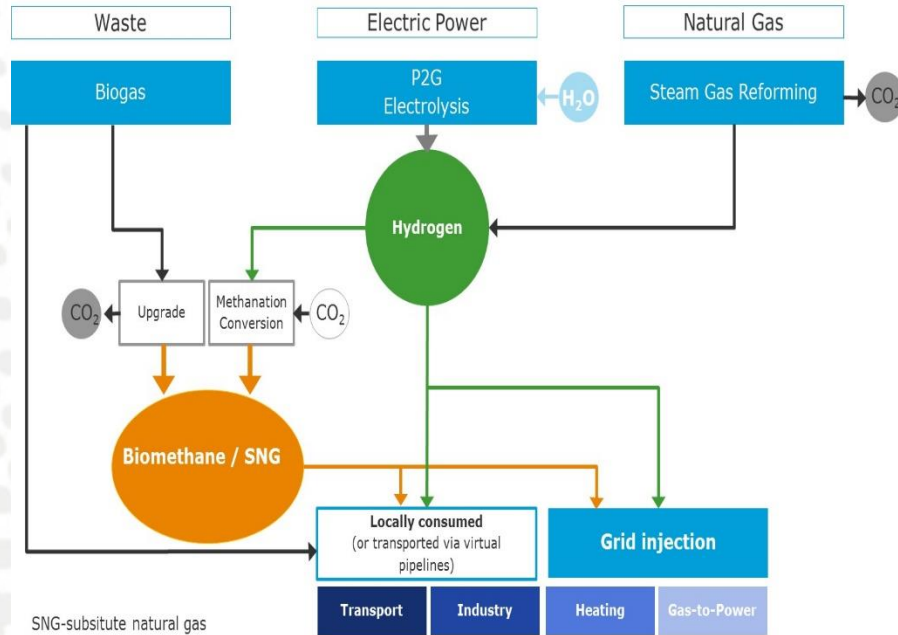 Waste
Electric Power
Natural Gas
Biogas
P2G
Electrolysis
H₂O
Steam Gas Reforming
CO₂
Hydrogen
CO₂
Upgrade
Methanation
Conversion
CO₂
Biomethane / SNG
Locally consumed
(or transported via virtual
pipelines)
Grid injection
Transport
Industry
Heating
Gas-to-Power
SNG-subsitute natural gas